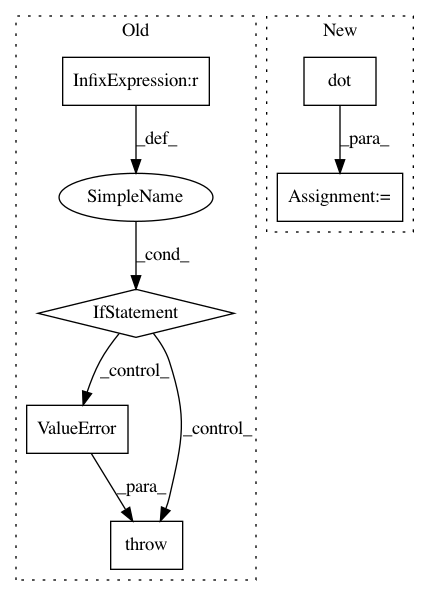 Old
New
InfixExpression:r
dot
_def_
_para_
SimpleName
Assignment:=
_cond_
IfStatement
_control_
_control_
ValueError
_para_
throw